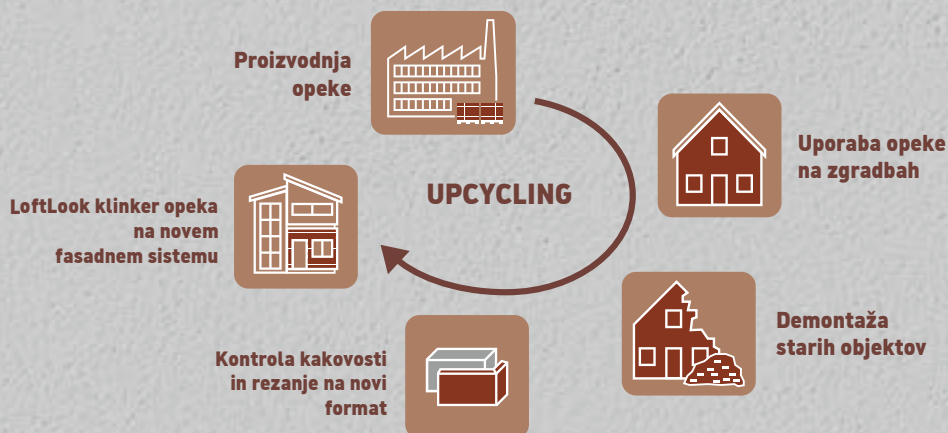 Proizvodnja
opeke
UPCYCLING
Uporaba opeke
na zgradbah
Demontaža
starih objektov
Kontrola kakovosti
in rezanje na novi
format
LoftLook klinker opeka
na novem
fasadnem sistemu